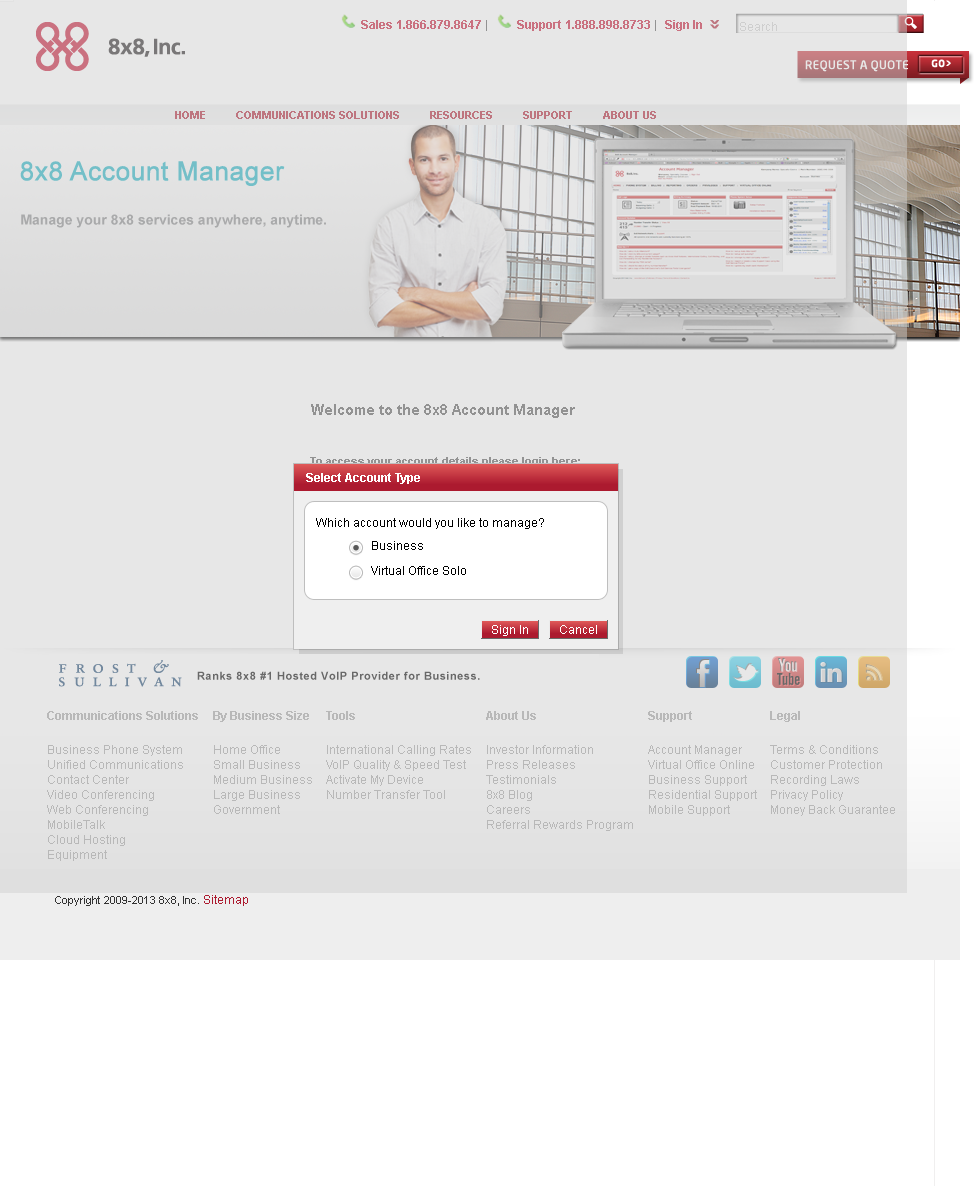 Sales 1.866.879.8647 | Support 1.888.898.8733 | Sign In
Search
8x8, Inc.
REQUEST A QUOTE GO>
HOME COMMUNICATIONS SOLUTIONS RESOURCES SUPPORT ABOUT US
8x8 Account Manager
Manage your 8x8 services anywhere, anytime.
Account Manager
Welcome to the 8x8 Account Manager
To access your account details please login here:
Select Account Type
Which account would you like to manage?
Business
Virtual Office Solo
Sign In Cancel
FROST & SULLIVAN
Ranks 8x8 #1 Hosted VoIP Provider for Business.
You Tube
Communications Solutions
Business Phone System
Unified Communications
Contact Center
Video Conferencing
Web Conferencing
MobileTalk
Cloud Hosting
Equipment
By Business Size
Home Office
Small Business
Medium Business
Large Business
Government
Tools
International Calling Rates
VoIP Quality & Speed Test
Activate My Device
Number Transfer Tool
About Us
Investor Information
Press Releases
Testimonials
8x8 Blog
Careers
Referral Rewards Program
Support
Account Manager
Virtual Office Online
Business Support
Residential Support
Mobile Support
Legal
Terms & Conditions
Customer Protection
Recording Laws
Privacy Policy
Money Back Guarantee
Copyright 2009-2013 8x8, Inc. Sitemap